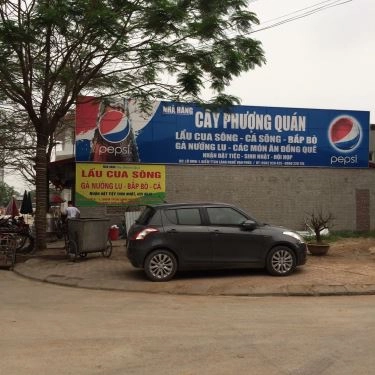 NHÀ HÀNG
CÂY PHƯƠNG QUÁN
LẨU CUA SÔNG - CÁ SÔNG - BẮP BÒ
GÀ NƯỚNG LU - CÁC MÓN ĂN ĐỒNG QUÊ
NHẬN ĐẶT TIỆC - SINH NHẬT - HỘI HỌP
pepsi
pepsi
LẨU CUA SÔNG
GÀ NƯỚNG LU - BẮP BÒ - CÁ